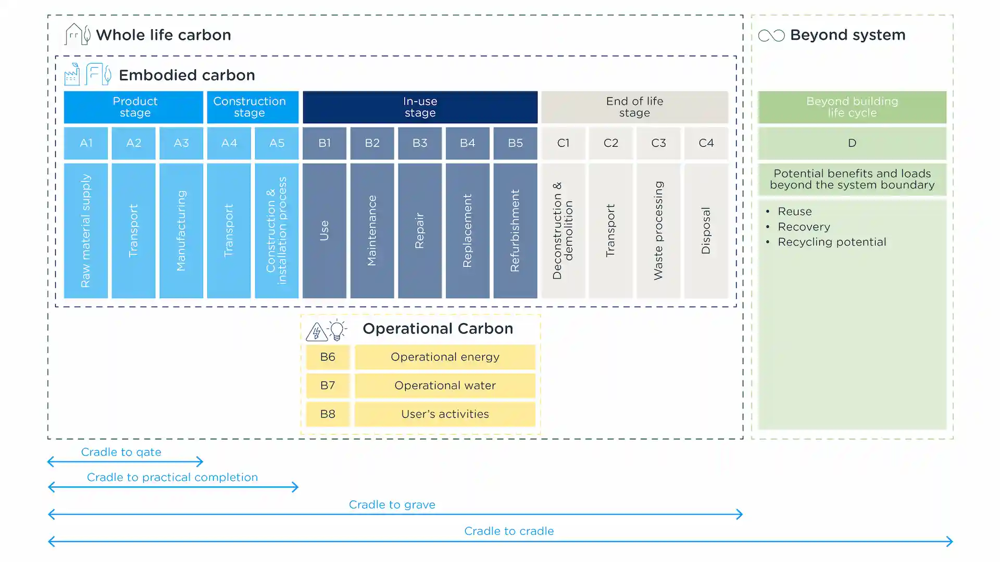 Whole life carbon
Embodied carbon
Product
stage
Construction
stage
In-use
stage
End of life
stage
A1
A2
A3
A4
A5
B1
B2
B3
B4
B5
C1
C2
C3
C4
Raw material supply
Transport
Manufacturing
Transport
Construction &
installation process
Use
Maintenance
Repair
Replacement
Refurbishment
Deconstruction &
demolition
Transport
Waste processing
Disposal
Operational Carbon
B6
Operational energy
B7
Operational water
B8
User’s activities
Beyond system
Beyond building
life cycle
D
Potential benefits and loads
beyond the system boundary
• Reuse
• Recovery
• Recycling potential
Cradle to qate
Cradle to practical completion
Cradle to grave
Cradle to cradle